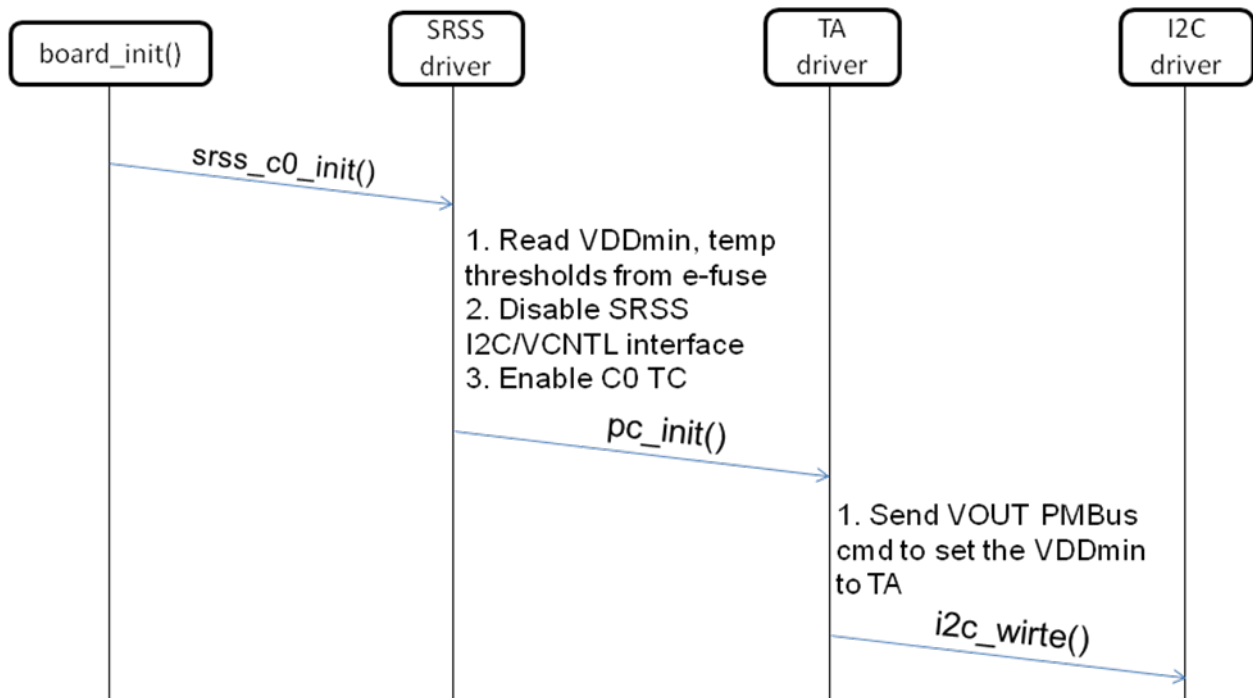 board_init()
SRSS
driver
TA
driver
I2C
driver
srss_c0_init()
1. Read VDDmin, temp
thresholds from e-fuse
2. Disable SRSS
I2C/VCNTL interface
3. Enable C0 TC
pc_init()
1. Send VOUT PMBus
cmd to set the VDDmin
to TA
i2c_wirte()